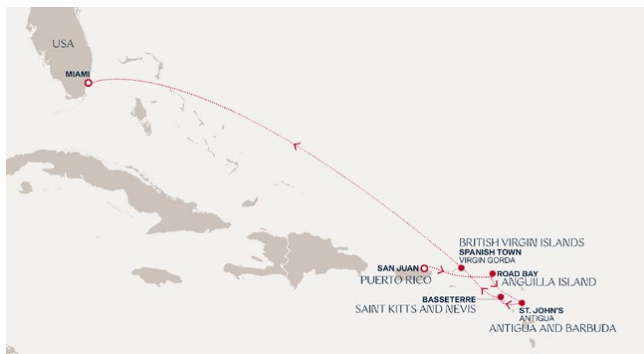 USA
MIAMI
BRITISH VIRGIN ISLANDS
SPANISH TOWN
VIRGIN GORDA
SAN JUAN
PUERTO RICO
ROAD BAY
ANGUILLA ISLAND
BASSETERRE
SAINT KITTS AND NEVIS
ST. JOHN'S
ANTIGUA
ANTIGUA AND BARBUDA